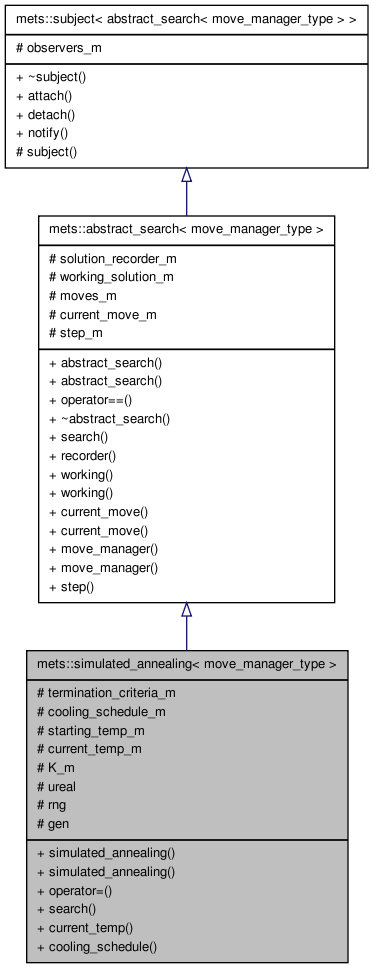 mets::subject< abstract_search< move_manager_type > >
# observers_m
+ ~subject()
+ attach()
+ detach()
+ notify()
# subject()
mets::abstract_search< move_manager_type >
# solution_recorder_m
# working_solution_m
# moves_m
# current_move_m
# step_m
+ abstract_search()
+ abstract_search()
+ operator==()
+ ~abstract_search()
+ search()
+ recorder()
+ working()
+ working()
+ current_move()
+ current_move()
+ move_manager()
+ move_manager()
+ step()
mets::simulated_annealing< move_manager_type >
# termination_criteria_m
# cooling_schedule_m
# starting_temp_m
# current_temp_m
# K_m
# ureal
# rng
# gen
+ simulated_annealing()
+ simulated_annealing()
+ operator=()
+ search()
+ current_temp()
+ cooling_schedule()